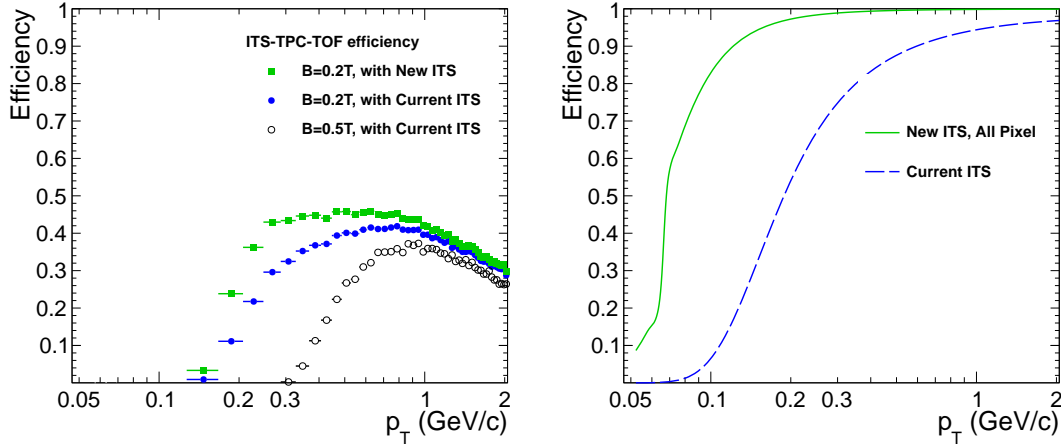 Efficiency
1
0.9
0.8
0.7
0.6
0.5
0.4
0.3
0.2
0.1
ITS-TPC-TOF efficiency
B=0.2T, with New ITS
B=0.2T, with Current ITS
B=0.5T, with Current ITS
0.05 0.1 0.2 0.3 1 2
p_T (GeV/c)
Efficiency
1
0.9
0.8
0.7
0.6
0.5
0.4
0.3
0.2
0.1
New ITS, All Pixel
Current ITS
0.05 0.1 0.2 0.3 1 2
p_T (GeV/c)